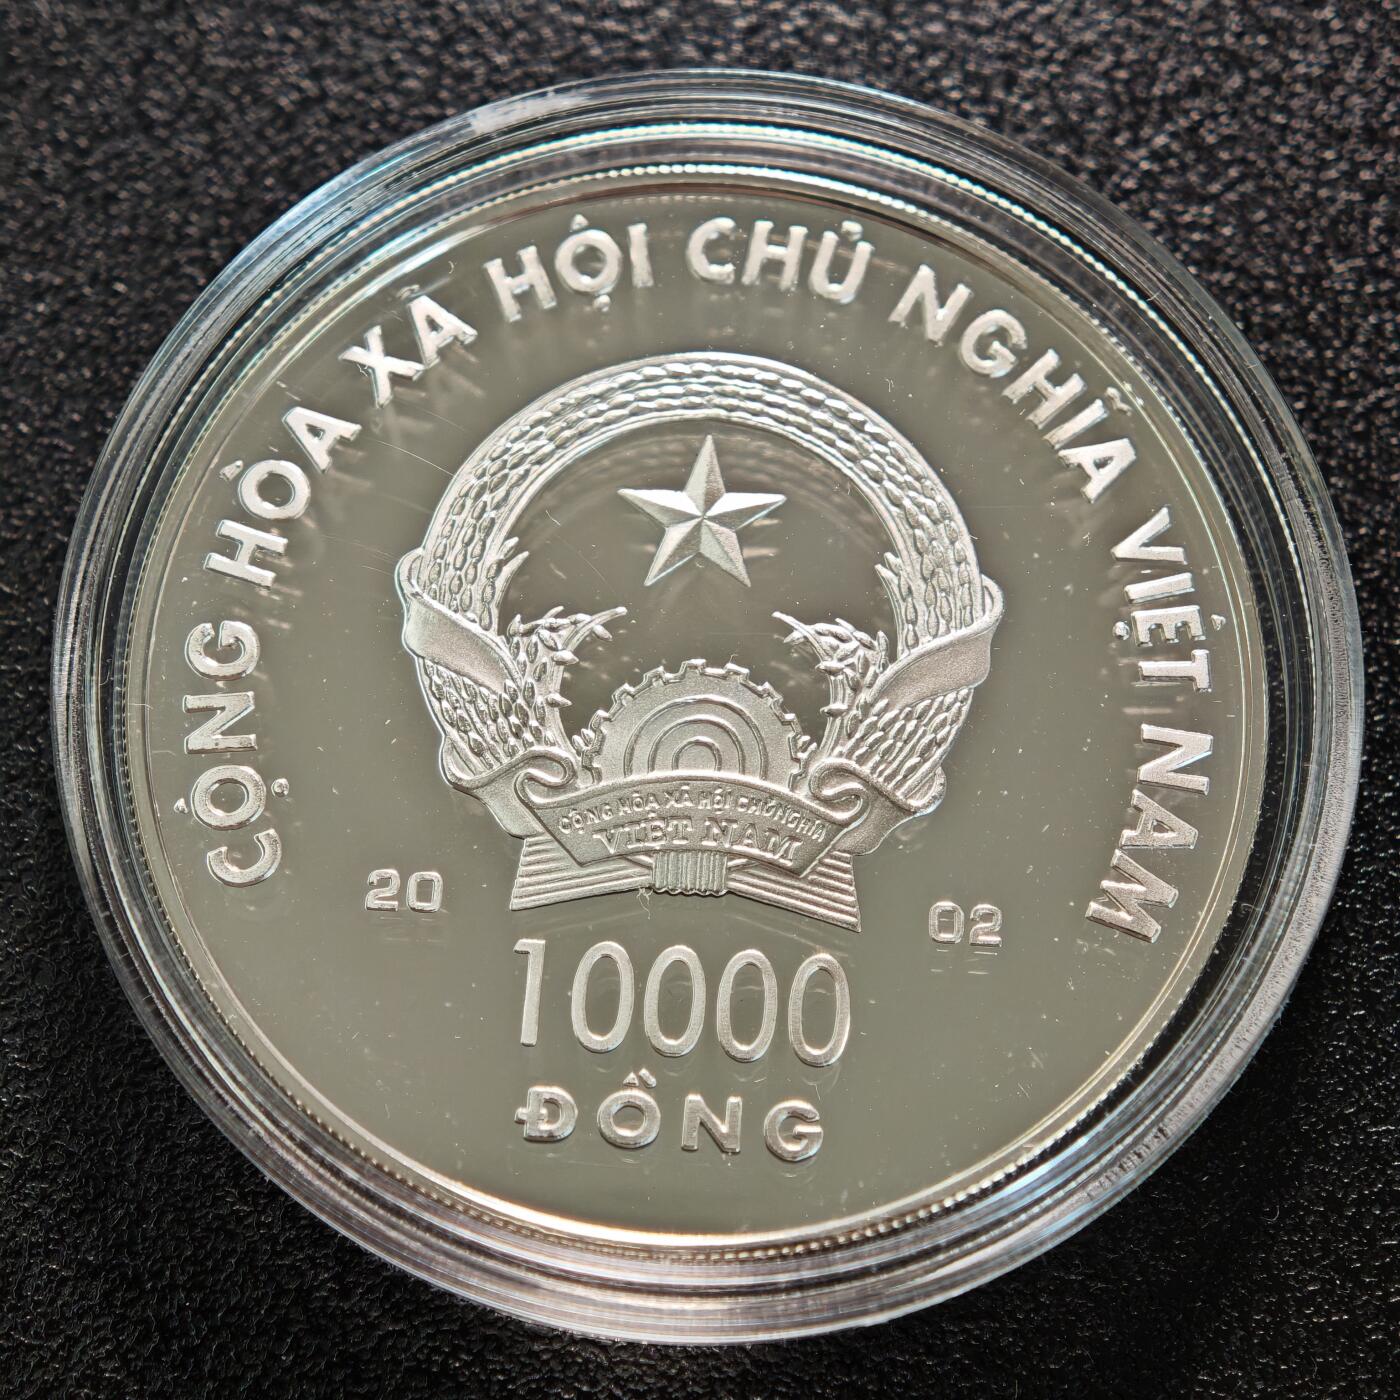 CỘNG HÒA XÃ HỘI CHỦ NGHĨA VIỆT NAM
CỘNG HÒA XÃ HỘI CHỦ NGHĨA
VIỆT NAM
20 02
10000
ĐỒNG